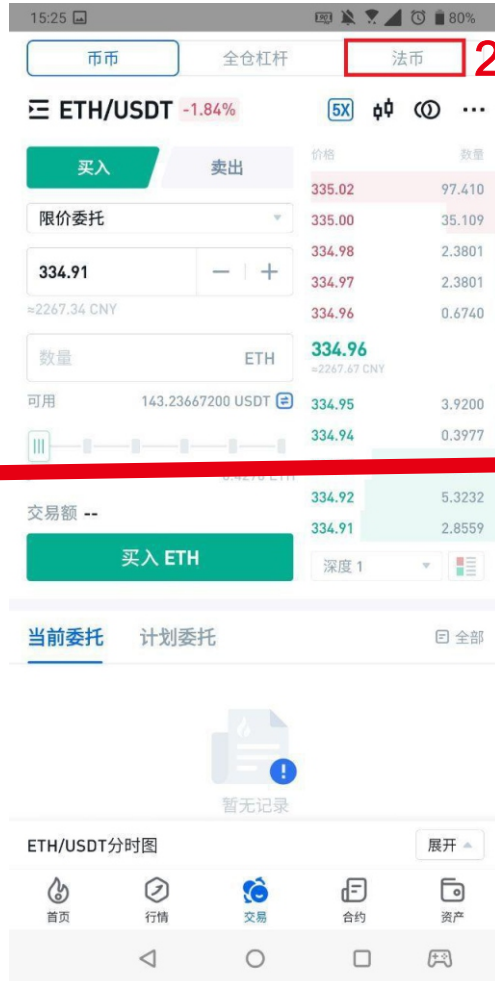 15:25
80%
币币
全仓杠杆
法币
2
ETH/USDT -1.84%
5X
买入
卖出
价格
数量
335.02
97.410
限价委托
335.00
35.109
334.98
2.3801
334.91
334.97
2.3801
≈2267.34 CNY
334.96
0.6740
数量
ETH
334.96
≈2267.67 CNY
可用
143.23667200 USDT
334.95
3.9200
334.94
0.3977
334.92
5.3232
交易额 --
334.91
2.8559
买入 ETH
深度 1
当前委托
计划委托
全部
暂无记录
ETH/USDT分时图
展开
首页
行情
交易
合约
资产